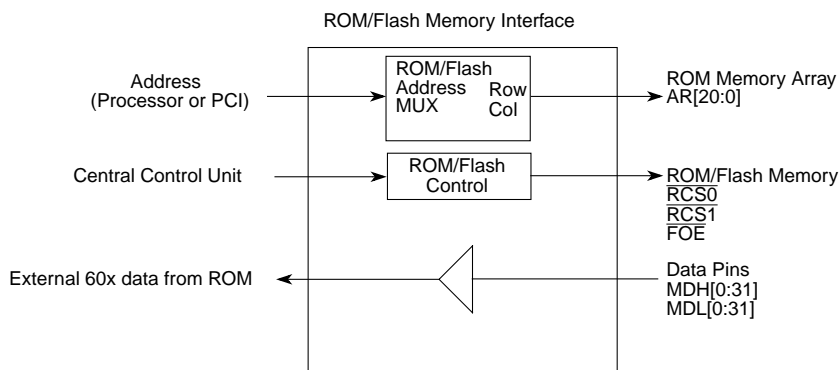 ROM/Flash Memory Interface
Address
(Processor or PCI)
ROM/Flash
Address Row
MUX Col
ROM Memory Array
AR[20:0]
Central Control Unit
ROM/Flash
Control
ROM/Flash Memory
RCS0
RCS1
FOE
External 60x data from ROM
Data Pins
MDH[0:31]
MDL[0:31]